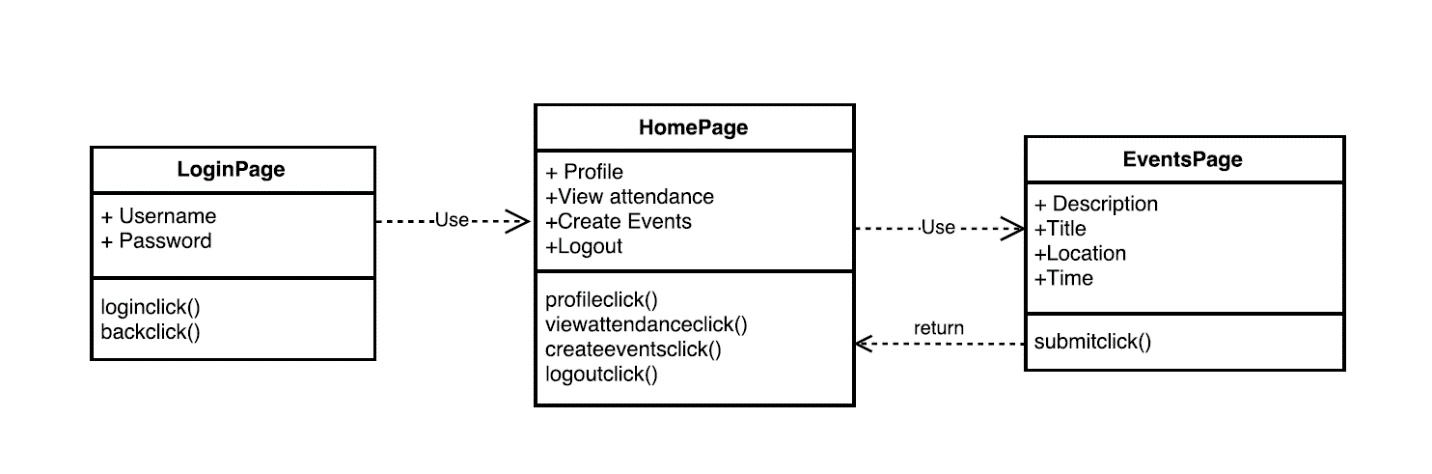 LoginPage
+ Username
+ Password
loginclick()
backclick()
Use
HomePage
+ Profile
+View attendance
+Create Events
+Logout
profileclick()
viewattendanceclick()
createeventsclick()
logoutclick()
Use
return
EventsPage
+ Description
+Title
+Location
+Time
submitclick()